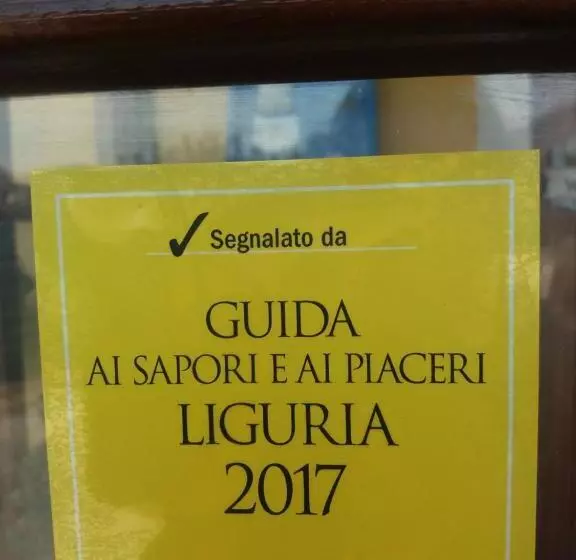 Segnalato da
GUIDA
AI SAPORI E AI PIACERI
LIGURIA
2017